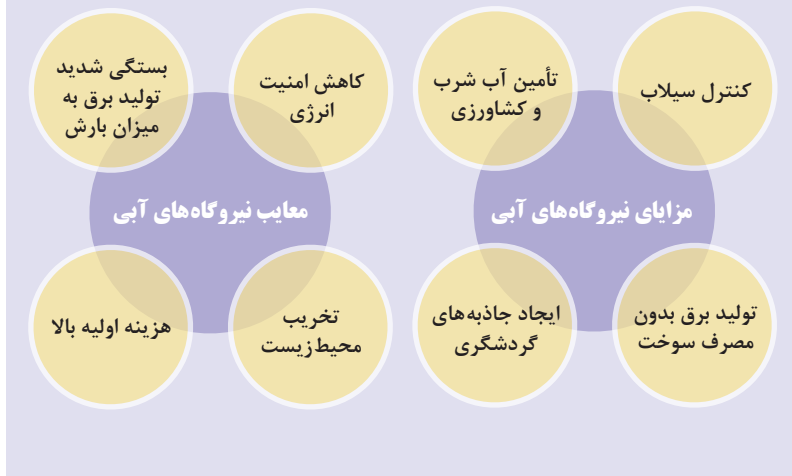 مزایای نیروگاه‌های آبی
کنترل سیلاب
تأمین آب شرب
و کشاورزی
تولید برق بدون
مصرف سوخت
ایجاد جاذبه‌های
گردشگری
معایب نیروگاه‌های آبی
کاهش امنیت
انرژی
بستگی شدید
تولید برق به
میزان بارش
تخریب
محیط‌زیست
هزینه اولیه بالا